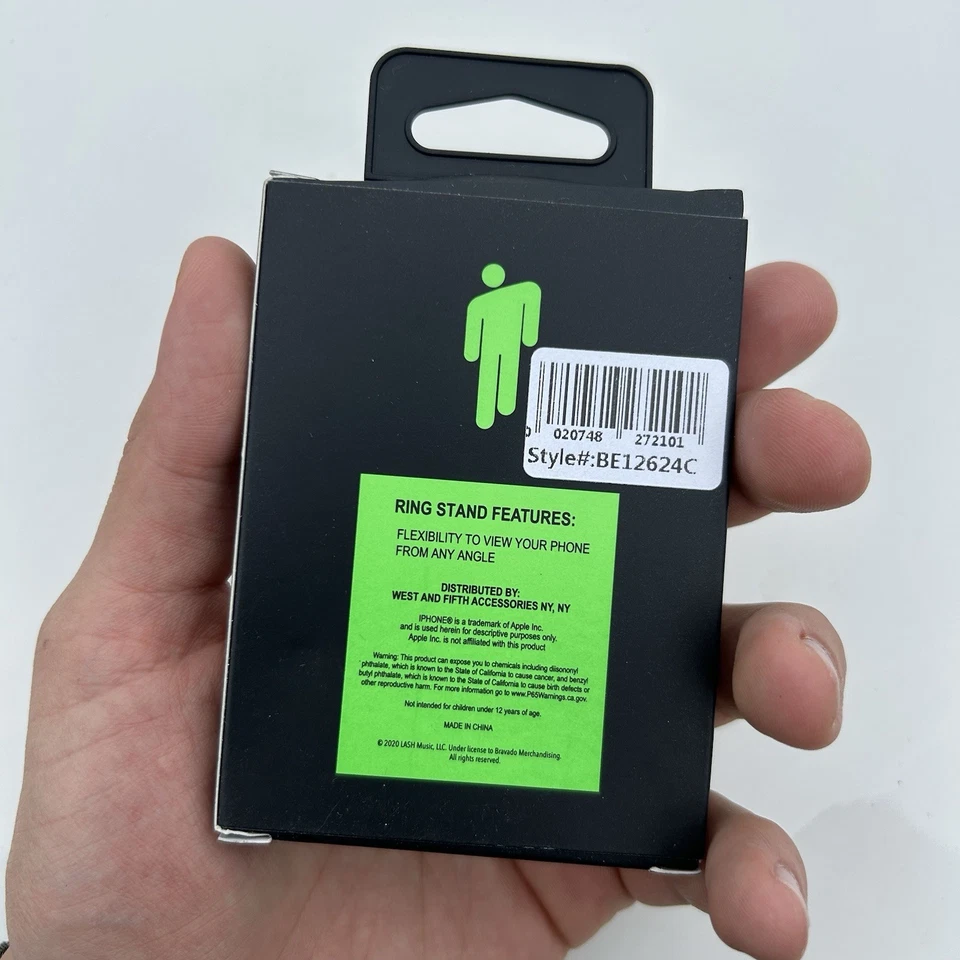 0 020748 272101
Style#:BE12624C
RING STAND FEATURES:
FLEXIBILITY TO VIEW YOUR PHONE
FROM ANY ANGLE
DISTRIBUTED BY:
WEST AND FIFTH ACCESSORIES NY, NY
IPHONE® is a trademark of Apple Inc.
and is used herein for descriptive purposes only.
Apple Inc. is not affiliated with this product
Warning: This product can expose you to chemicals including diisononyl
phthalate, which is known to the State of California to cause cancer, and benzyl
butyl phthalate, which is known to the State of California to cause birth defects or
other reproductive harm. For more information go to www.P65Warnings.ca.gov.
Not intended for children under 12 years of age.
MADE IN CHINA
© 2020 LASH Music, LLC. Under license to Bravado Merchandising.
All rights reserved.